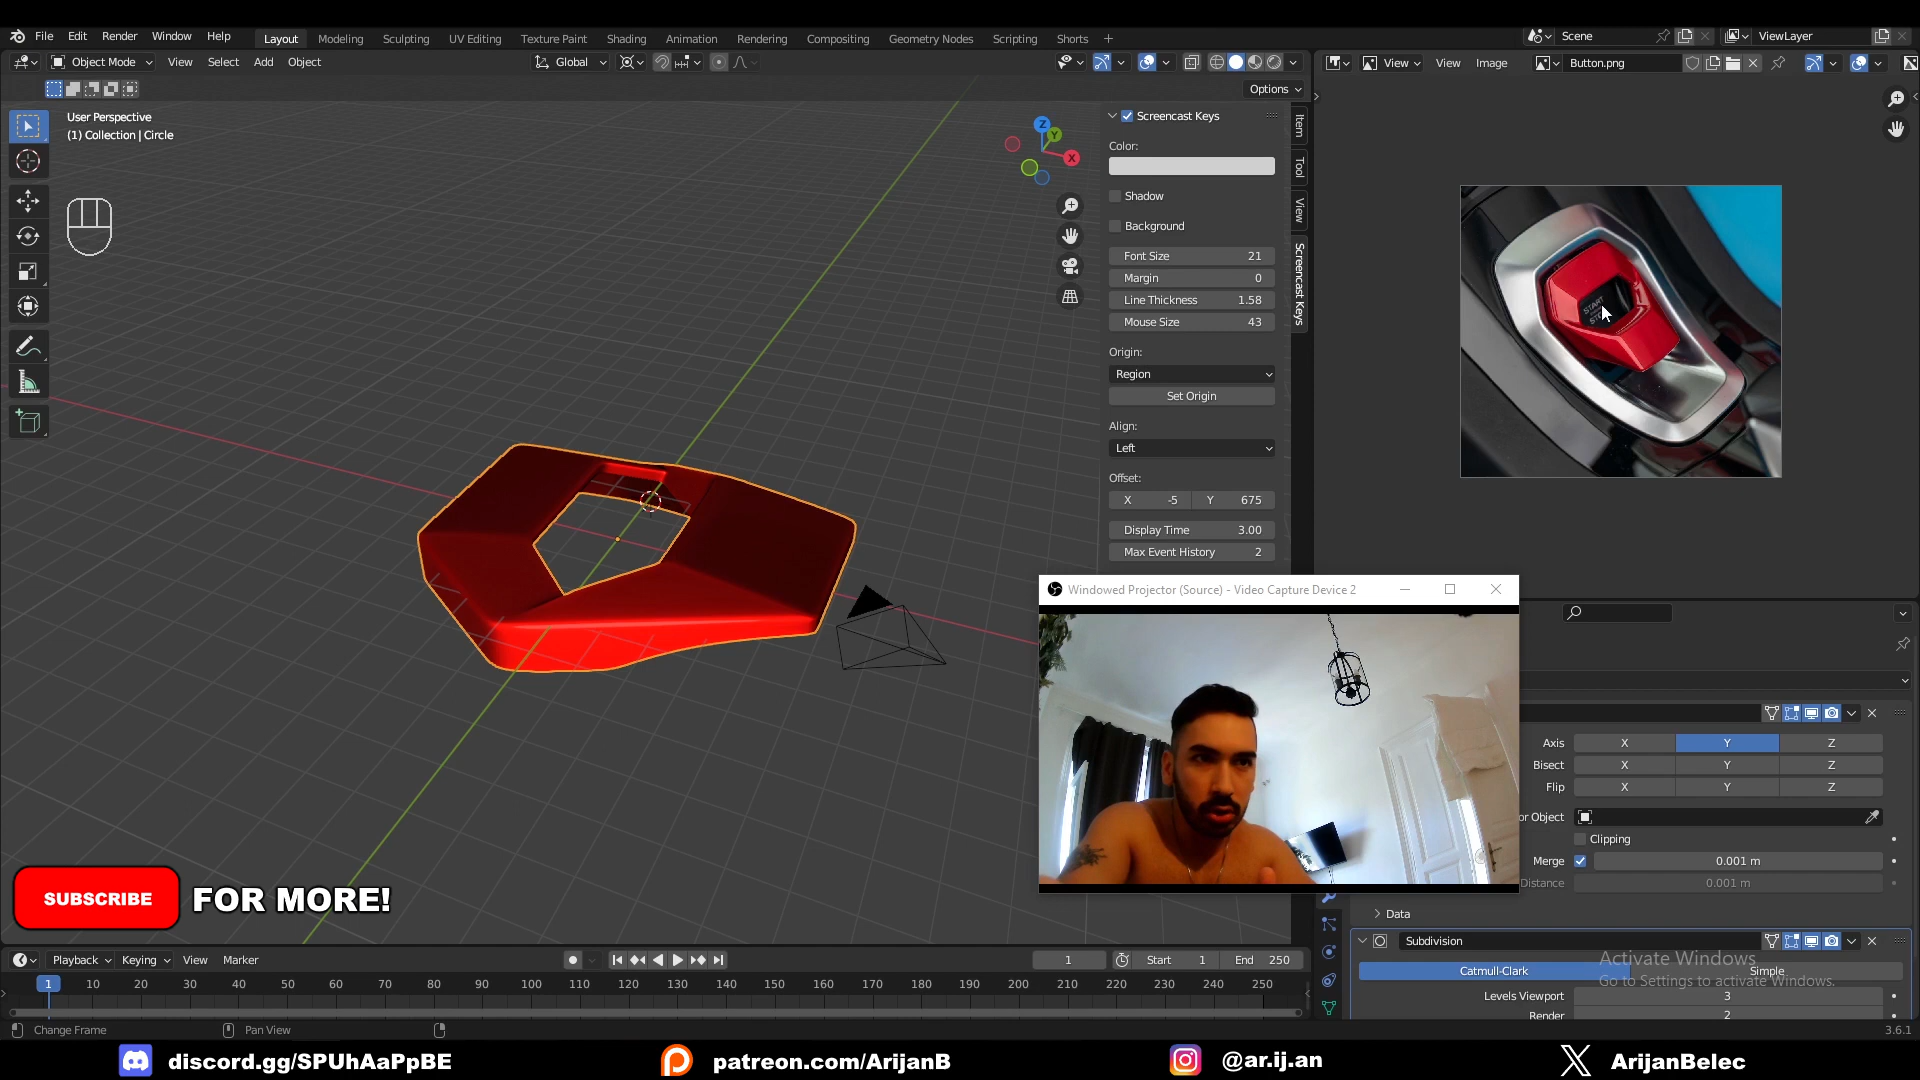 File Edit Render Window Help Layout Modeling Sculpting UV Editing Texture Paint Shading Animation Rendering Compositing Geometry Nodes Scripting Shorts + Scene ViewLayer
Object Mode View Select Add Object Global View View Image Button.png
Options
User Perspective
(1) Collection | Circle
Z
Y
X
Screencast Keys
Color:
Shadow
Background
Font Size 21
Margin 0
Line Thickness 1.58
Mouse Size 43
Origin:
Region
Set Origin
Align:
Left
Offset:
X -5 Y 675
Display Time 3.00
Max Event History 2
Item
Tool
View
Screencast Keys
START
Windowed Projector (Source) - Video Capture Device 2
Axis X Y Z
Bisect X Y Z
Flip X Y Z
or Object
Clipping
Merge 0.001 m
Distance 0.001 m
Data
Subdivision
Catmull-Clark Simple
Levels Viewport 3
Render 2
Activate Windows
Go to Settings to activate Windows.
SUBSCRIBE FOR MORE!
Playback Keying View Marker 1 Start 1 End 250
1 10 20 30 40 50 60 70 80 90 100 110 120 130 140 150 160 170 180 190 200 210 220 230 240 250
Change Frame Pan View 3.6.1
discord.gg/SPUhAaPpBE patreon.com/ArijanB @ar.ij.an ArijanBelec